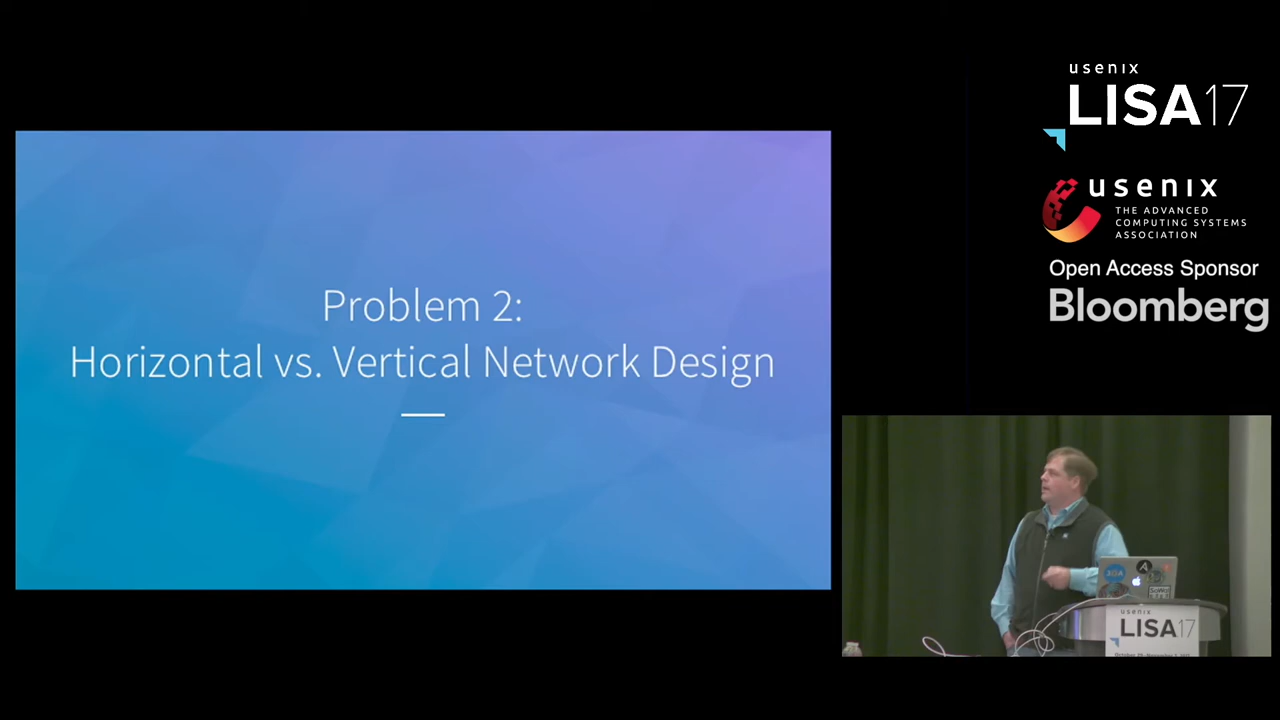 Problem 2:
Horizontal vs. Vertical Network Design
usenix
LISA17
usenix
THE ADVANCED
COMPUTING SYSTEMS
ASSOCIATION
Open Access Sponsor
Bloomberg
usenix
LISA17